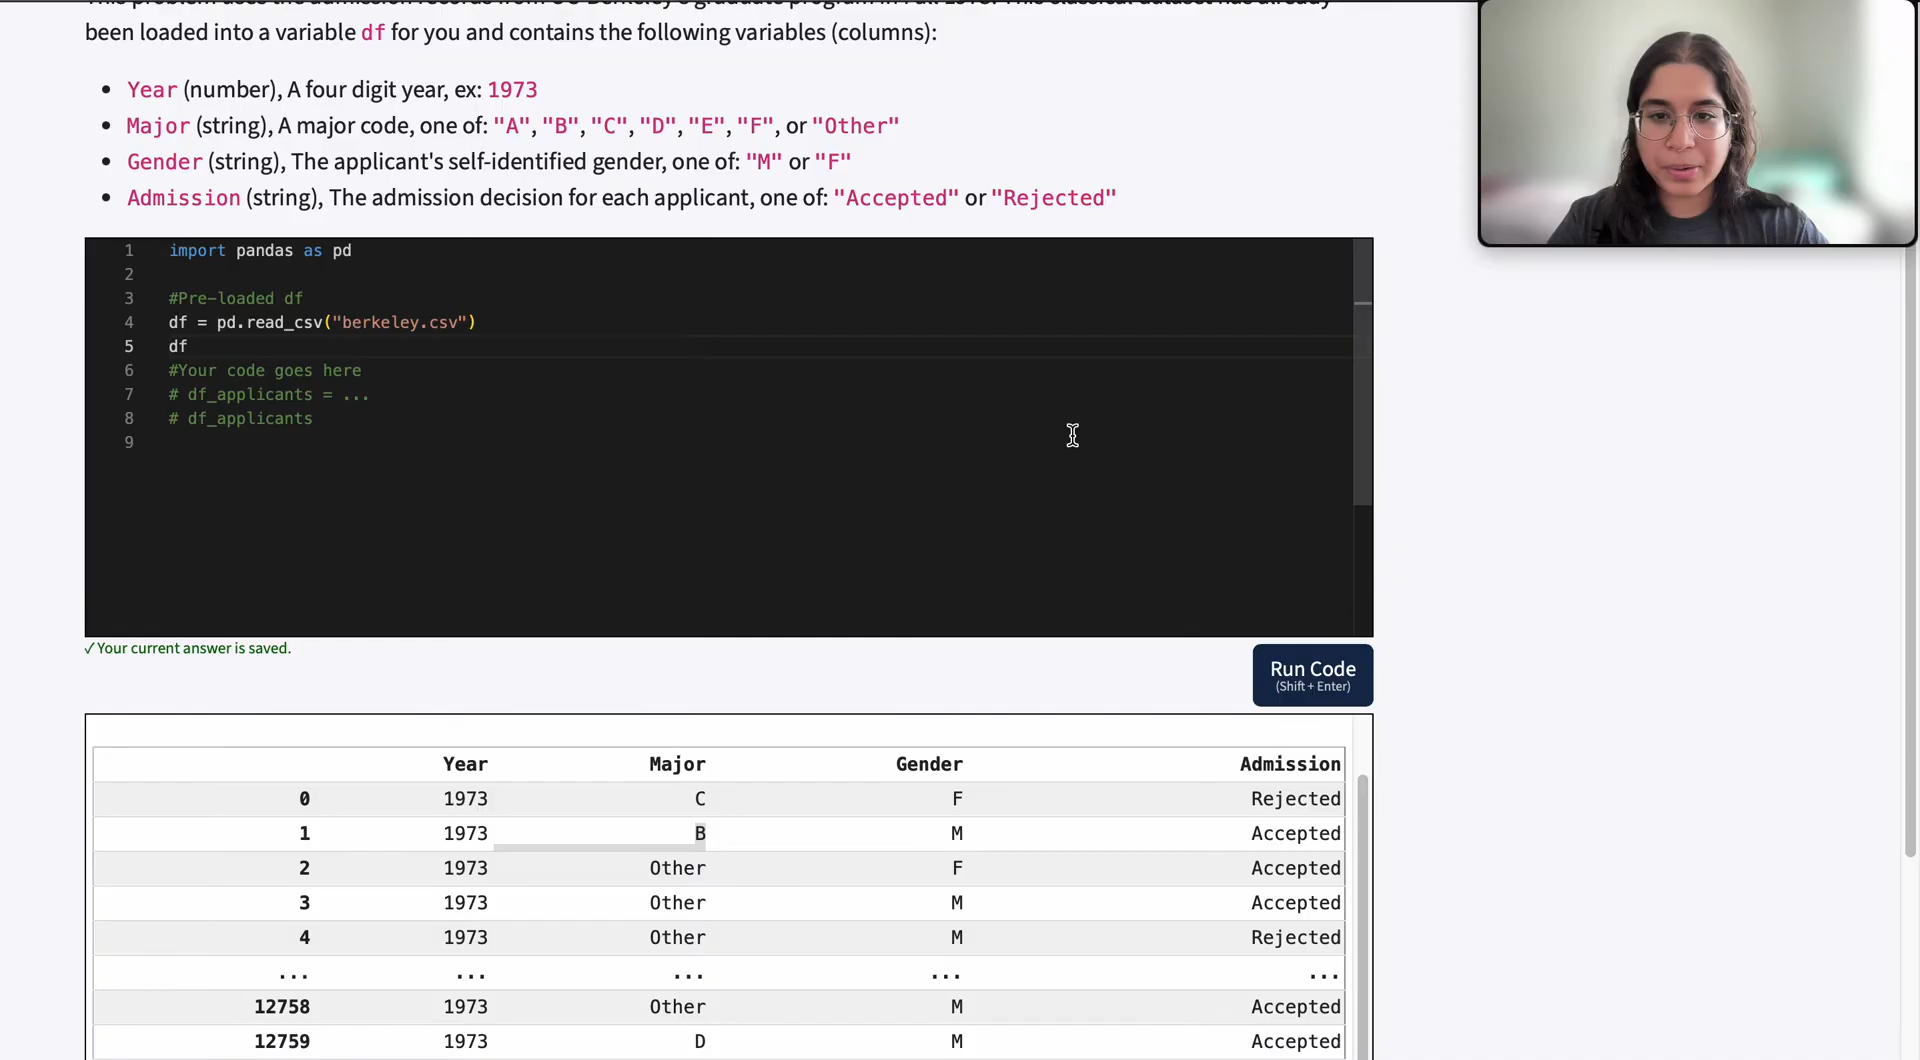 been loaded into a variable df for you and contains the following variables (columns):
• Year (number), A four digit year, ex: 1973
• Major (string), A major code, one of: "A", "B", "C", "D", "E", "F", or "Other"
• Gender (string), The applicant's self-identified gender, one of: "M" or "F"
• Admission (string), The admission decision for each applicant, one of: "Accepted" or "Rejected"
1 import pandas as pd
2
3 #Pre-loaded df
4 df = pd.read_csv("berkeley.csv")
5 df
6 #Your code goes here
7 # df_applicants = ...
8 # df_applicants
9
✓Your current answer is saved.
Run Code
(Shift + Enter)
Year Major Gender Admission
0 1973 C F Rejected
1 1973 B M Accepted
2 1973 Other F Accepted
3 1973 Other M Accepted
4 1973 Other M Rejected
... ... ... ... ...
12758 1973 Other M Accepted
12759 1973 D M Accepted